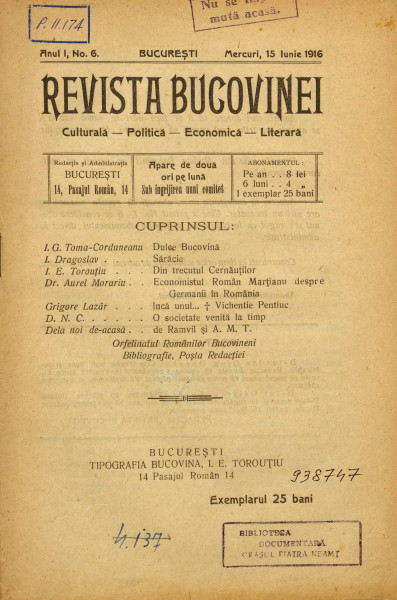 P. II. 174
Nu se
mută acasă.
Anul I, No. 6.
BUCUREȘTI
Mercuri, 15 Iunie 1916
REVISTA BUCOVINEI
Culturală — Politică — Economică — Literară
Redacția și Administrația
BUCUREȘTI
14, Pasajul Român, 14
Apare de două
ori pe lună
Sub îngrijirea unui comitet
ABONAMENTUL:
Pe an . . 8 lei
6 luni . . 4 „
1 exemplar 25 bani
CUPRINSUL:
I. G. Toma-Corduneanu Dulce Bucovină
I. Dragoslav . . . . . Sărăcie
I. E. Torouțiu . . . Din trecutul Cernăuților
Dr. Aurel Morariu . . Economistul Român Marțianu despre
Germanii în România
Grigore Lazăr . . . Incă unul... † Vichentie Pentiuc
D. N. C. . . . . . . O societate venită la timp
Dela noi de-acasă . . de Ramvil și A. M. T.
Orfelinatul Românilor Bucovineni
Bibliografie, Poșta Redacției
BUCUREȘTI
TIPOGRAFIA BUCOVINA, I. E. TOROUȚIU
14 Pasajul Român 14
938747
Exemplarul 25 bani
4.137
BIBLIOTECA
DOCUMENTARĂ
ORAȘUL PIATRA NEAMȚ